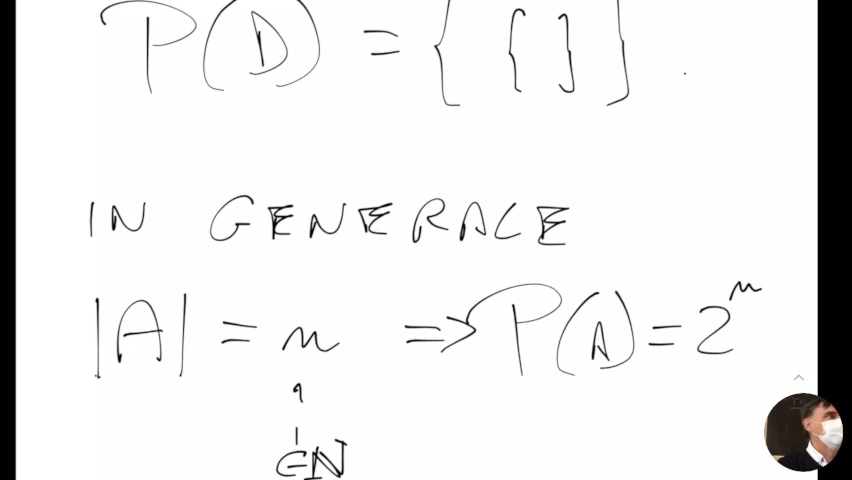 P(D) = { { } }
IN GENERALE
|A| = n ⇒ P(A) = 2ⁿ
∈ℕ